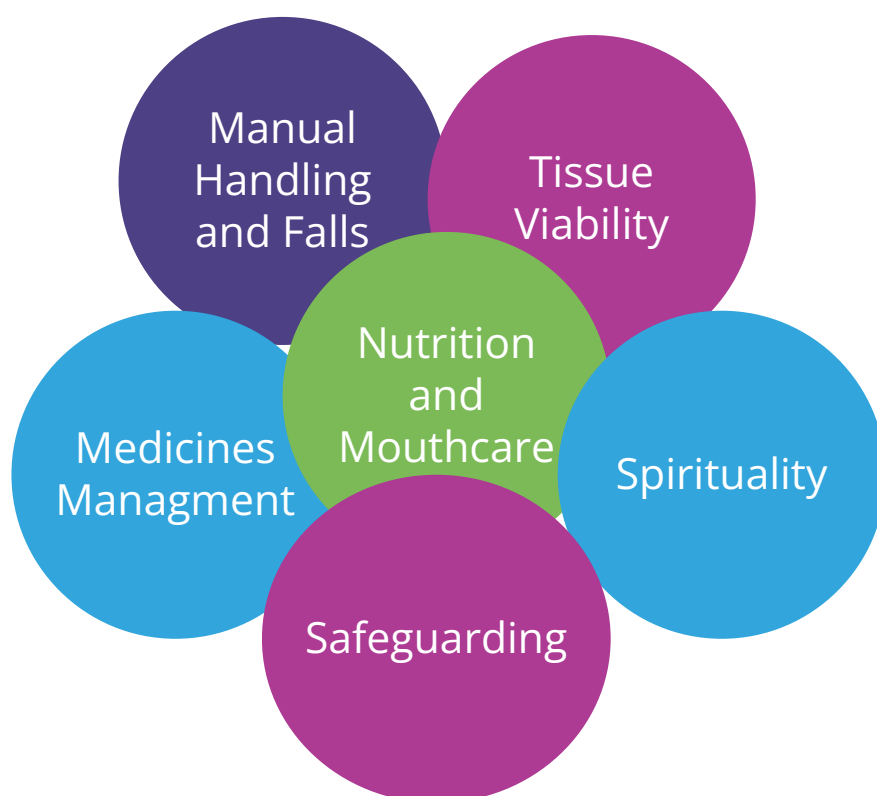 Manual
Handling
and Falls
Tissue
Viability
Nutrition
and
Mouthcare
Medicines
Managment
Spirituality
Safeguarding